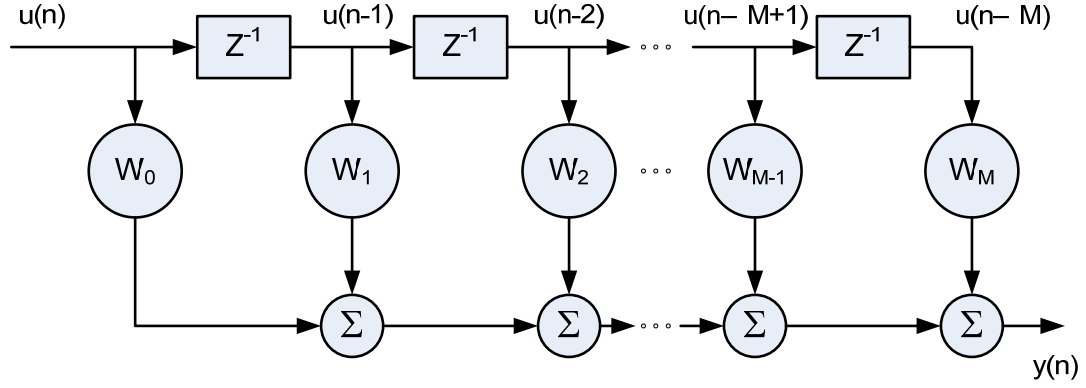 u(n) u(n-1) u(n-2) u(n– M+1) u(n– M)
Z⁻¹ Z⁻¹ ∘∘∘ Z⁻¹
W₀ W₁ W₂ ∘∘∘ W_M-1 W_M
Σ Σ ∘∘∘ Σ Σ
y(n)